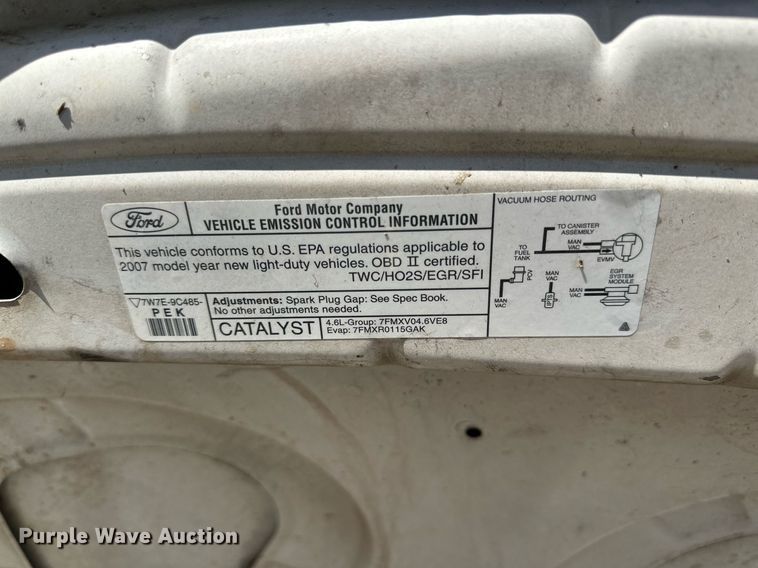 Ford
Ford Motor Company
VEHICLE EMISSION CONTROL INFORMATION
This vehicle conforms to U.S. EPA regulations applicable to
2007 model year new light-duty vehicles. OBD II certified.
TWC/HO2S/EGR/SFI
7W7E-9C485-
PEK
Adjustments: Spark Plug Gap: See Spec Book.
No other adjustments needed.
CATALYST
4.6L-Group: 7FMXV04.6VE8
Evap: 7FMXR0115GAK
VACUUM HOSE ROUTING
TO CANISTER
ASSEMBLY
TO
FUEL
TANK
MAN
VAC
EVMV
PCV
MAN
VAC
MAN
VAC
MAN
VAC
EGR SYSTEM
MODULE
Purple Wave Auction